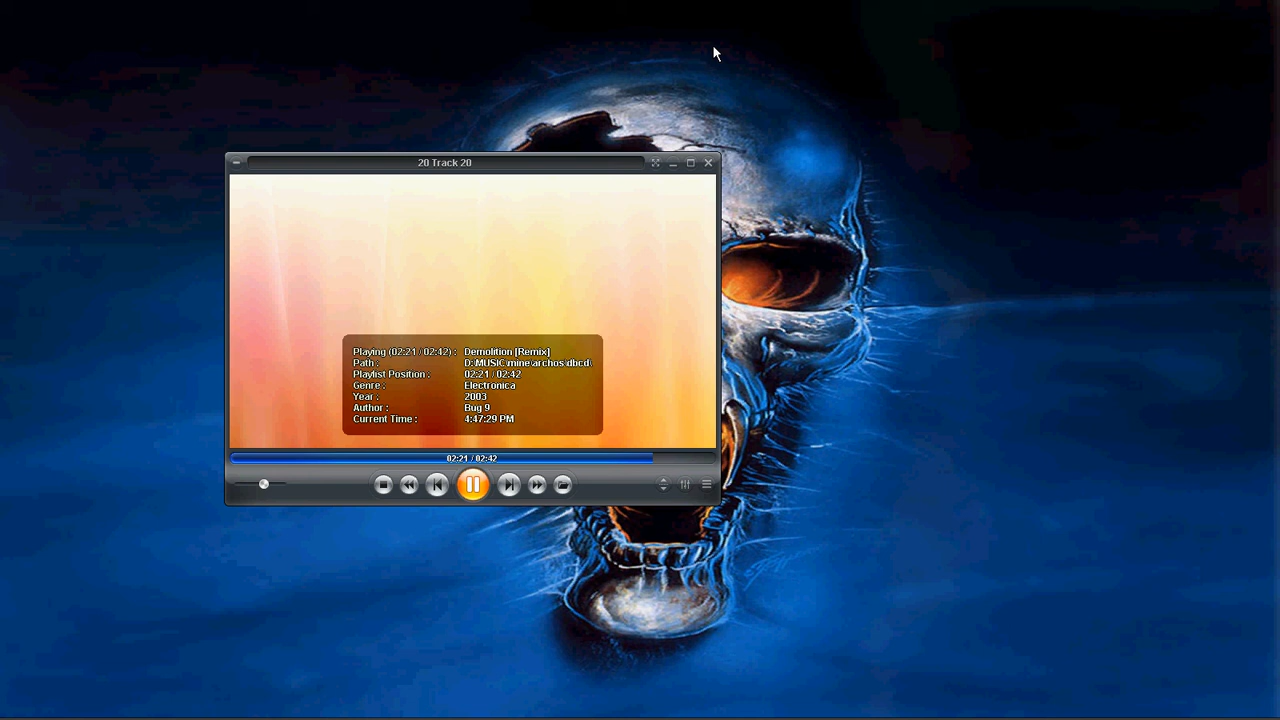 20 Track 20
Playing (02:21 / 02:42) : Demolition [Remix]
Path : D:\MUSIC\mine\archos\dbcd\
Playlist Position : 02:21 / 02:42
Genre : Electronica
Year : 2003
Author : Bug 9
Current Time : 4:47:29 PM
02:21 / 02:42